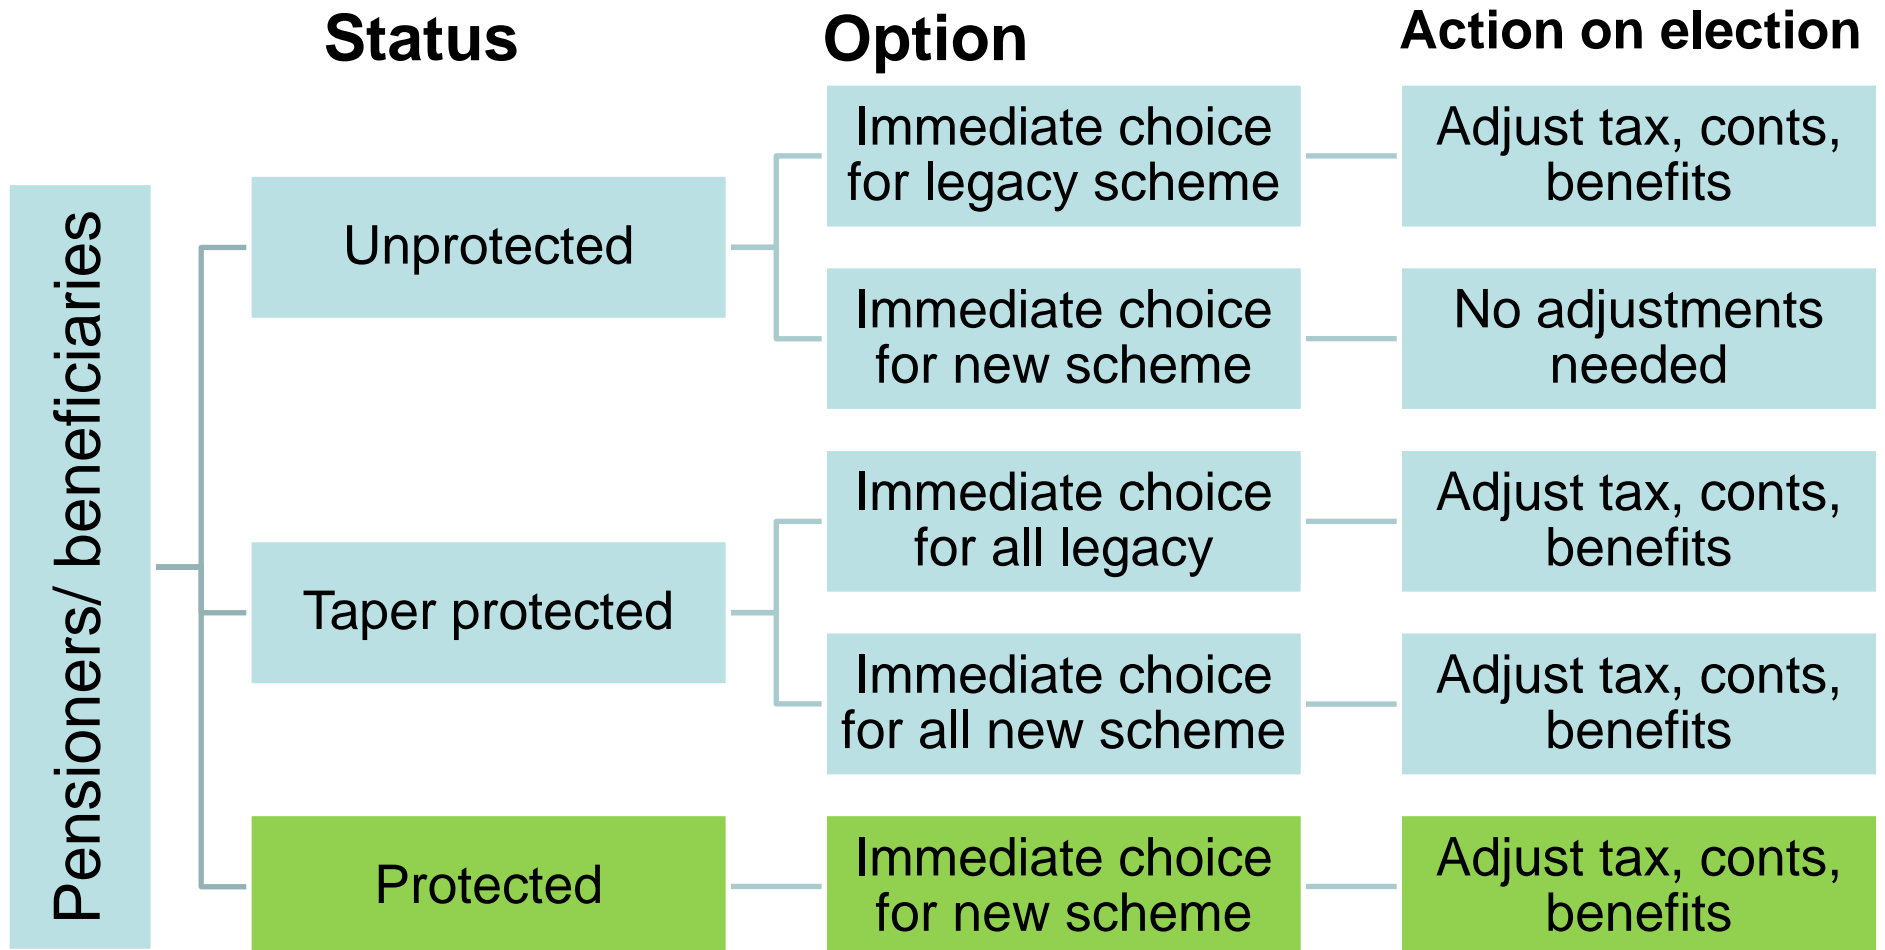 Status
Option
Action on election
Pensioners/ beneficiaries
Unprotected
Immediate choice
for legacy scheme
Adjust tax, conts,
benefits
Immediate choice
for new scheme
No adjustments
needed
Taper protected
Immediate choice
for all legacy
Adjust tax, conts,
benefits
Immediate choice
for all new scheme
Adjust tax, conts,
benefits
Protected
Immediate choice
for new scheme
Adjust tax, conts,
benefits